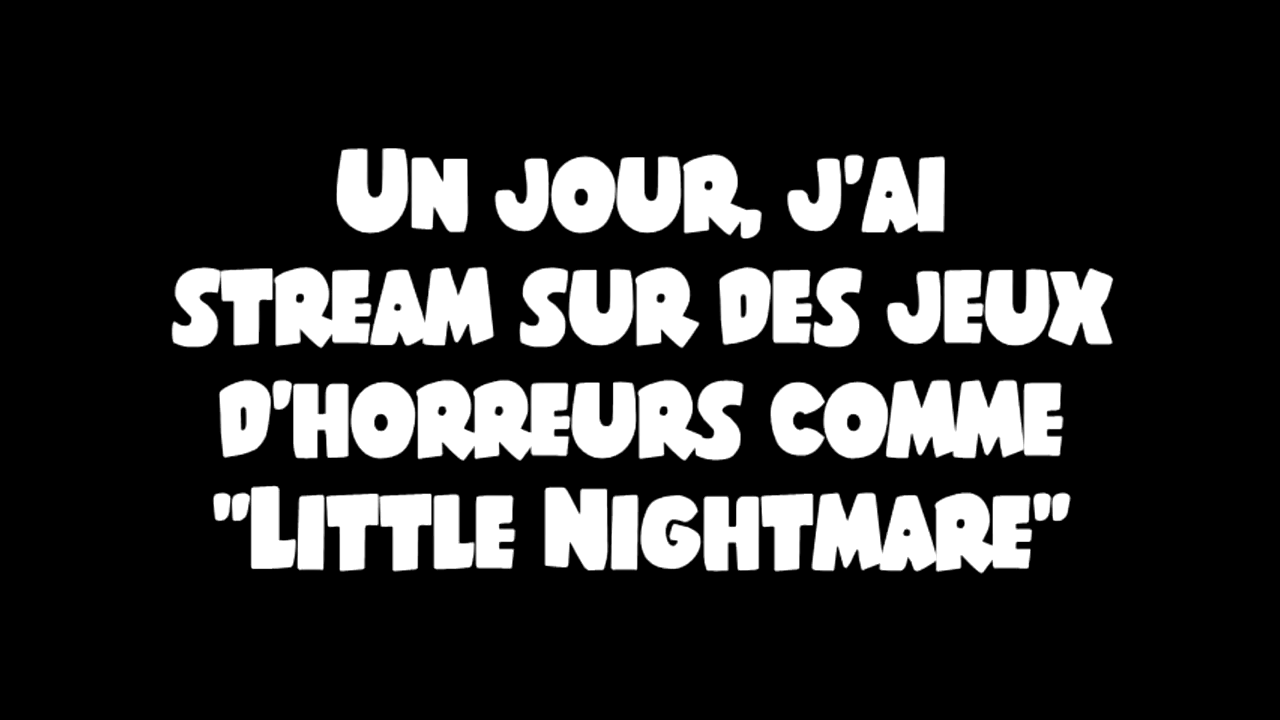 Un jour, j'ai
stream sur des jeux
d'horreurs comme
"Little Nightmare"